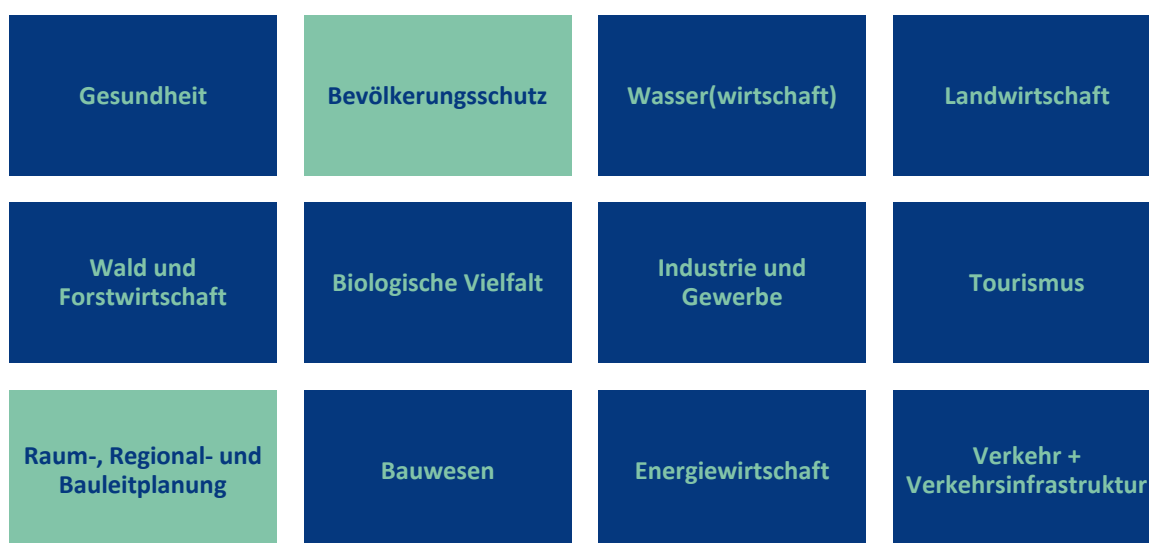 Gesundheit
Bevölkerungsschutz
Wasser(wirtschaft)
Landwirtschaft
Wald und
Forstwirtschaft
Biologische Vielfalt
Industrie und
Gewerbe
Tourismus
Raum-, Regional- und
Bauleitplanung
Bauwesen
Energiewirtschaft
Verkehr +
Verkehrsinfrastruktur